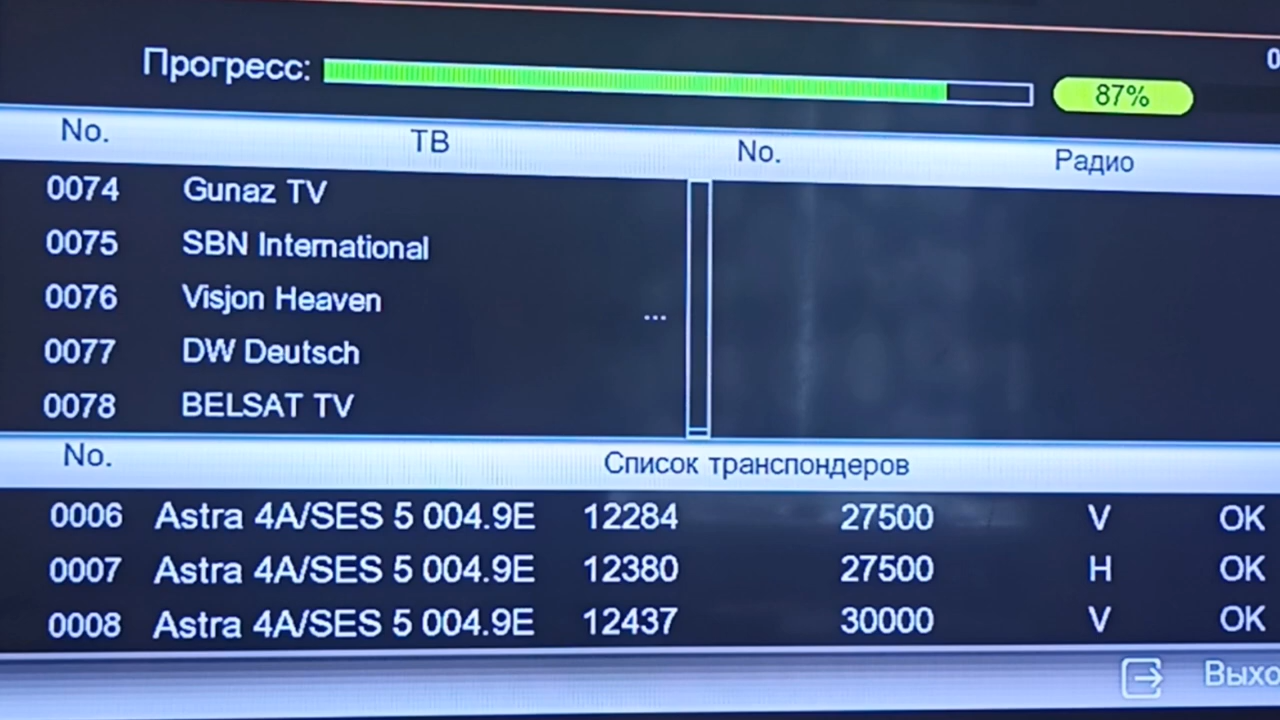 0
Прогресс: 87%
No. ТВ No. Радио
0074 Gunaz TV
0075 SBN International
0076 Visjon Heaven
...
0077 DW Deutsch
0078 BELSAT TV
No. Список транспондеров
0006 Astra 4A/SES 5 004.9E 12284 27500 V OK
0007 Astra 4A/SES 5 004.9E 12380 27500 H OK
0008 Astra 4A/SES 5 004.9E 12437 30000 V OK
Выхо